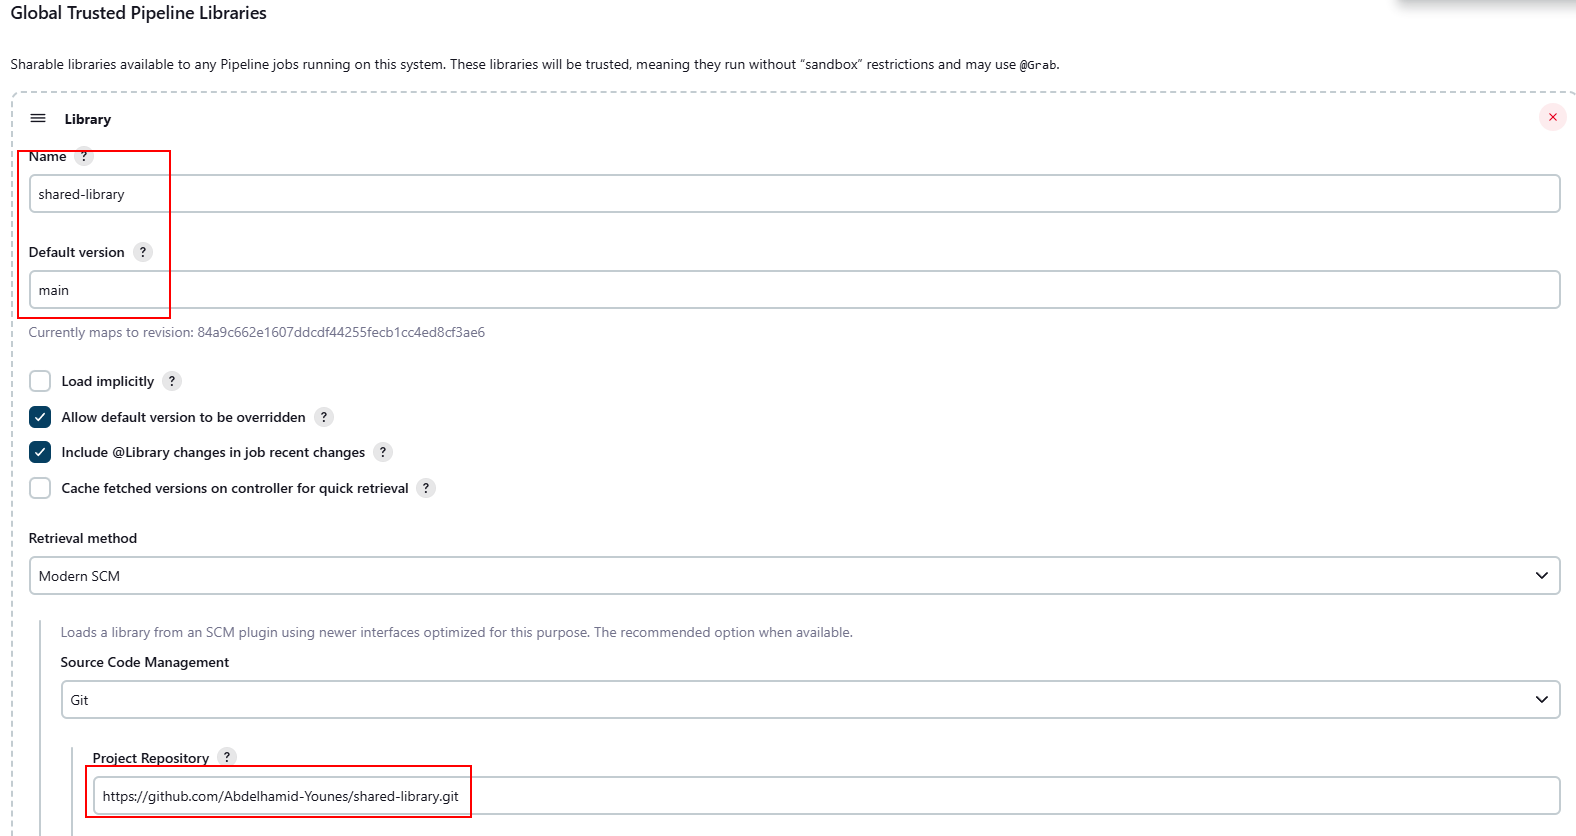 Global Trusted Pipeline Libraries
Sharable libraries available to any Pipeline jobs running on this system. These libraries will be trusted, meaning they run without “sandbox” restrictions and may use @Grab.
Library
Name ?
shared-library
Default version ?
main
Currently maps to revision: 84a9c662e1607ddcdf44255fecb1cc4ed8cf3ae6
Load implicitly ?
Allow default version to be overridden ?
Include @Library changes in job recent changes ?
Cache fetched versions on controller for quick retrieval ?
Retrieval method
Modern SCM
Loads a library from an SCM plugin using newer interfaces optimized for this purpose. The recommended option when available.
Source Code Management
Git
Project Repository ?
https://github.com/Abdelhamid-Younes/shared-library.git